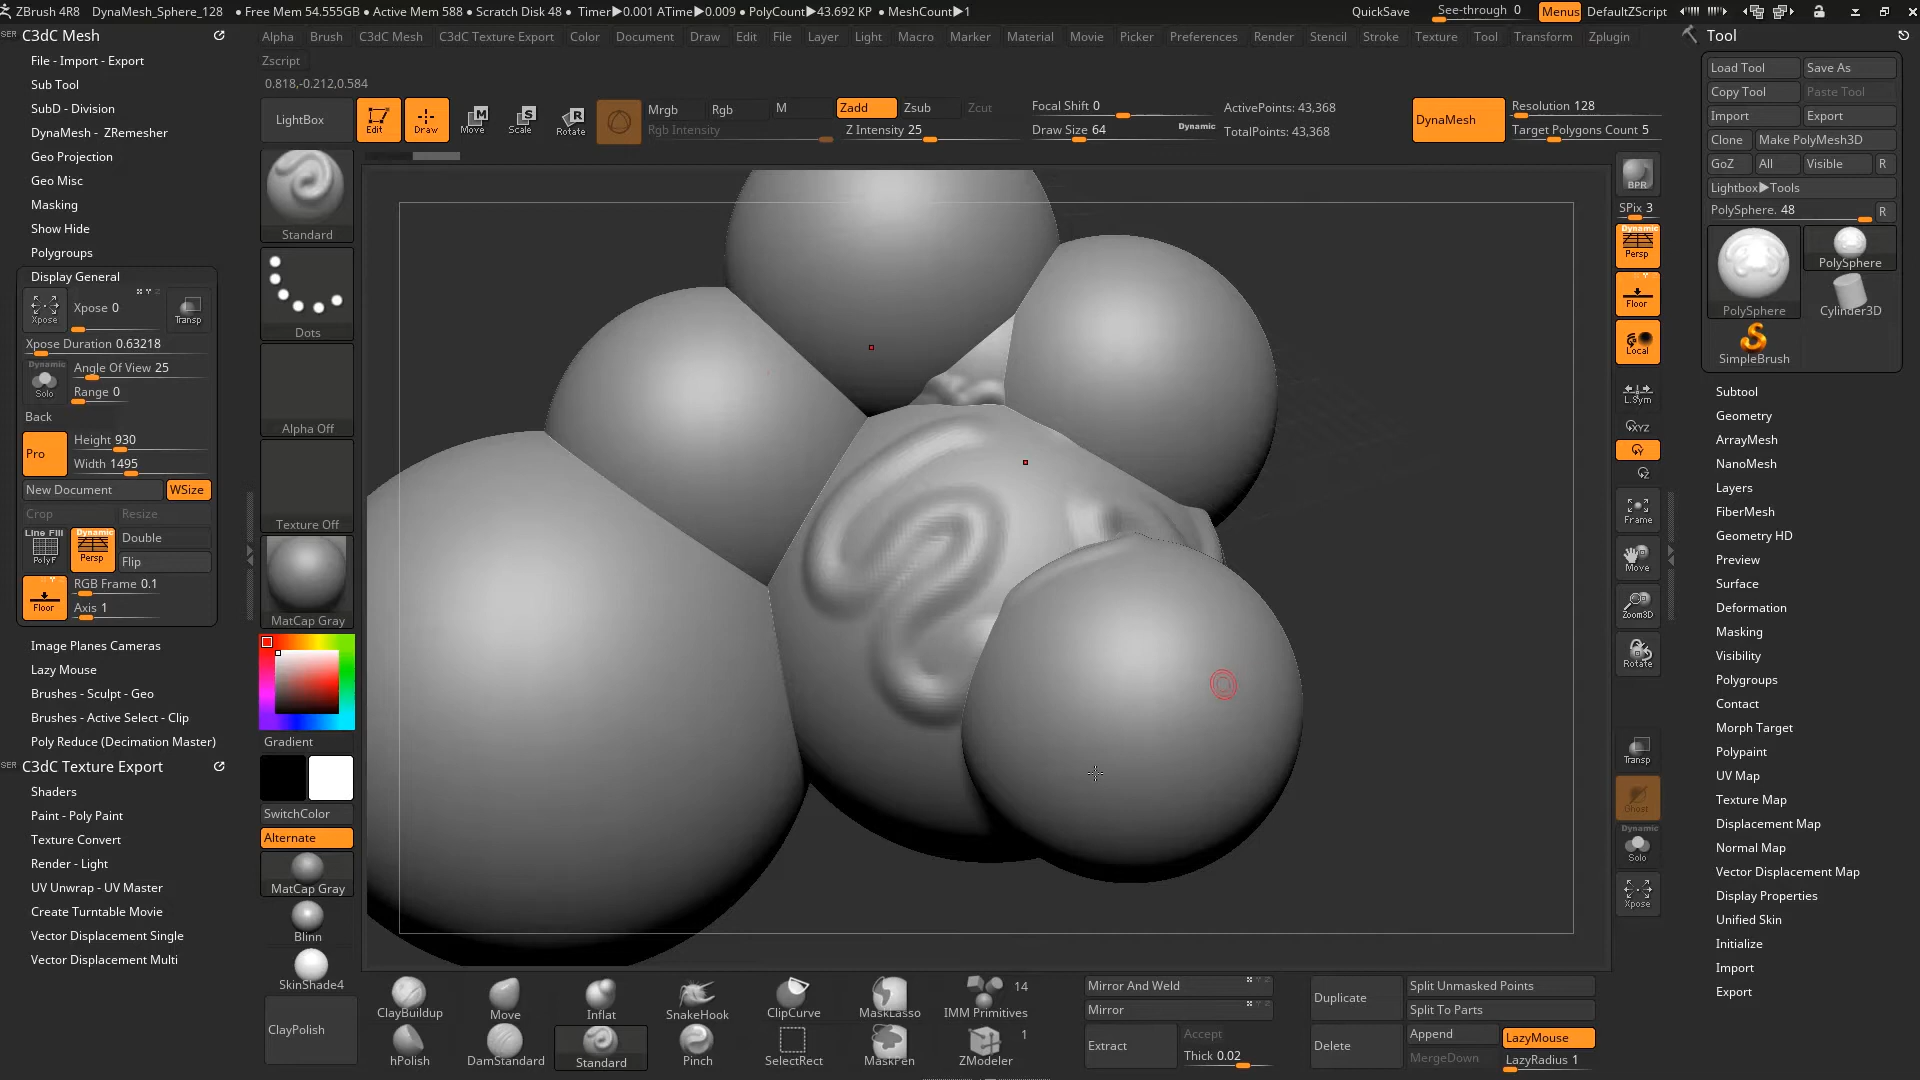 ZBrush 4R8 DynaMesh_Sphere_128 • Free Mem 54.555GB • Active Mem 588 • Scratch Disk 48 • Timer▶0.001 ATime▶0.009 • PolyCount▶43.692 KP • MeshCount▶1 QuickSave See-through 0 Menus DefaultZScript
C3dC Mesh
File - Import - Export
Sub Tool
SubD - Division
DynaMesh - ZRemesher
Geo Projection
Geo Misc
Masking
Show Hide
Polygroups
Display General
Xpose
Xpose 0
Transp
Xpose Duration 0.63218
Dynamic
Solo
Angle Of View 25
Range 0
Back
Pro
Height 930
Width 1495
New Document WSize
Crop Resize
Line Fill
PolyF
Dynamic
Persp
Double
Flip
Floor
RGB Frame 0.1
Axis 1
Image Planes Cameras
Lazy Mouse
Brushes - Sculpt - Geo
Brushes - Active Select - Clip
Poly Reduce (Decimation Master)
SER C3dC Texture Export
Shaders
Paint - Poly Paint
Texture Convert
Render - Light
UV Unwrap - UV Master
Create Turntable Movie
Vector Displacement Single
Vector Displacement Multi
Alpha Brush C3dC Mesh C3dC Texture Export Color Document Draw Edit File Layer Light Macro Marker Material Movie Picker Preferences Render Stencil Stroke Texture Tool Transform Zplugin
Zscript
0.818,-0.212,0.584
LightBox
Edit
Draw
Move
Scale
Rotate
Mrgb Rgb M Zadd Zsub Zcut
Rgb Intensity Z Intensity 25
Focal Shift 0
Draw Size 64 Dynamic
ActivePoints: 43,368
TotalPoints: 43,368
DynaMesh
Resolution 128
Target Polygons Count 5
Standard
Dots
Alpha Off
Texture Off
MatCap Gray
Gradient
SwitchColor
Alternate
MatCap Gray
Blinn
SkinShade4
ClayPolish
BPR
SPix 3
Dynamic
Persp
Floor
Local
L.Sym
XYZ
Y
Z
Frame
Move
Zoom3D
Rotate
Transp
Ghost
Dynamic
Solo
Xpose
ClayBuildup Move Inflat SnakeHook ClipCurve MaskLasso IMM Primitives 14
hPolish DamStandard Standard Pinch SelectRect MaskPen ZModeler 1
Mirror And Weld
Mirror
Extract
Accept
Thick 0.02
Duplicate
Delete
Split Unmasked Points
Split To Parts
Append LazyMouse
MergeDown LazyRadius 1
Tool
Load Tool Save As
Copy Tool Paste Tool
Import Export
Clone Make PolyMesh3D
GoZ All Visible R
Lightbox▶Tools
PolySphere. 48 R
PolySphere
PolySphere
Cylinder3D
SimpleBrush
Subtool
Geometry
ArrayMesh
NanoMesh
Layers
FiberMesh
Geometry HD
Preview
Surface
Deformation
Masking
Visibility
Polygroups
Contact
Morph Target
Polypaint
UV Map
Texture Map
Displacement Map
Normal Map
Vector Displacement Map
Display Properties
Unified Skin
Initialize
Import
Export